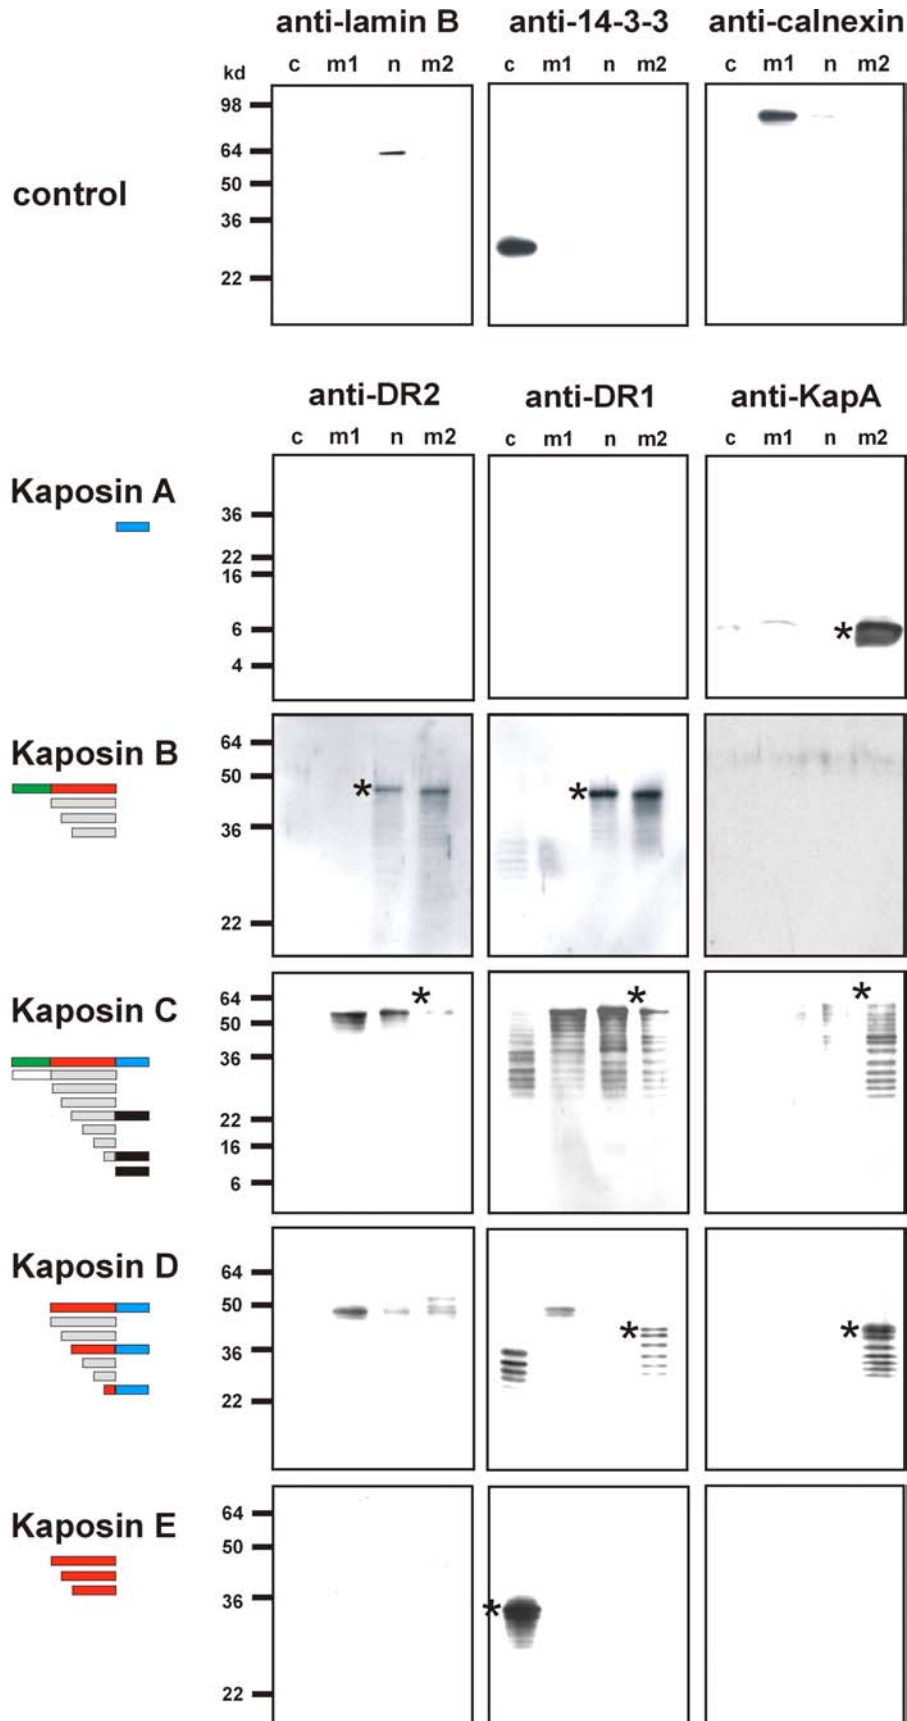 anti-lamin B anti-14-3-3 anti-calnexin
kd c m1 n m2 c m1 n m2 c m1 n m2
98
64
control
50
36
22
anti-DR2 anti-DR1 anti-KapA
c m1 n m2 c m1 n m2 c m1 n m2
Kaposin A
36
22
16
6 *
4
Kaposin B
64
50 * *
36
22
Kaposin C
64 * * *
50
36
22
16
6
Kaposin D
64
50 * *
36
22
Kaposin E
64
50
36 *
22